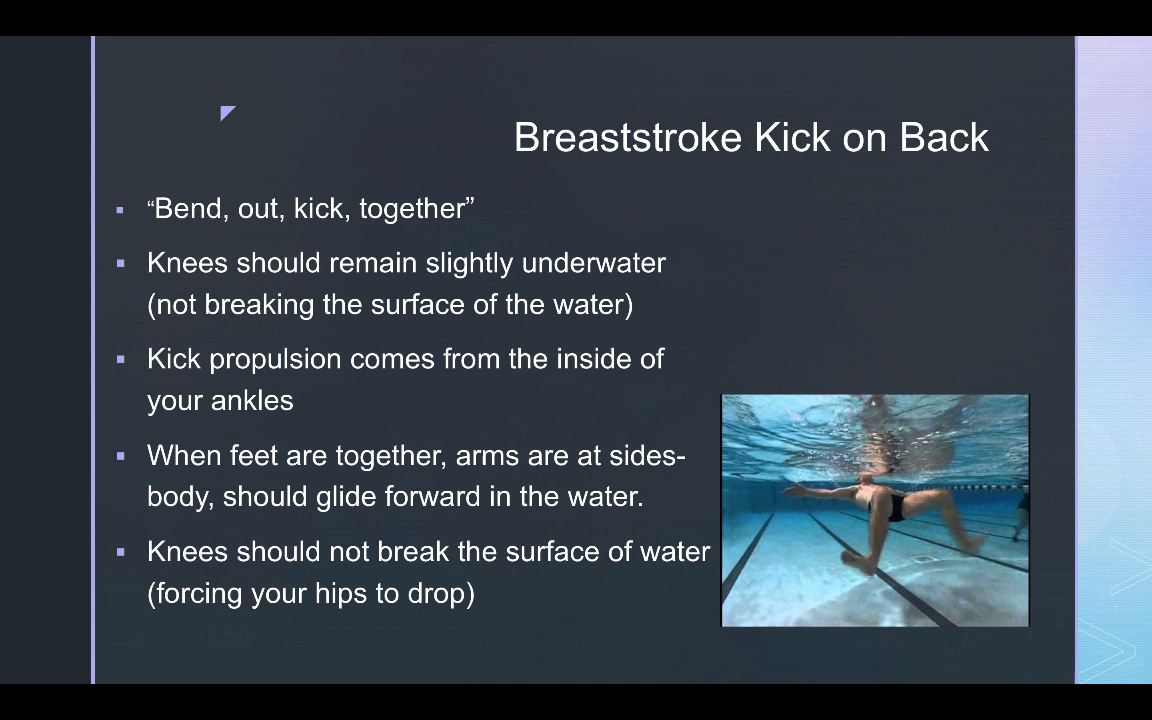 Breaststroke Kick on Back
“Bend, out, kick, together”
Knees should remain slightly underwater
(not breaking the surface of the water)
Kick propulsion comes from the inside of
your ankles
When feet are together, arms are at sides-
body, should glide forward in the water.
Knees should not break the surface of water
(forcing your hips to drop)